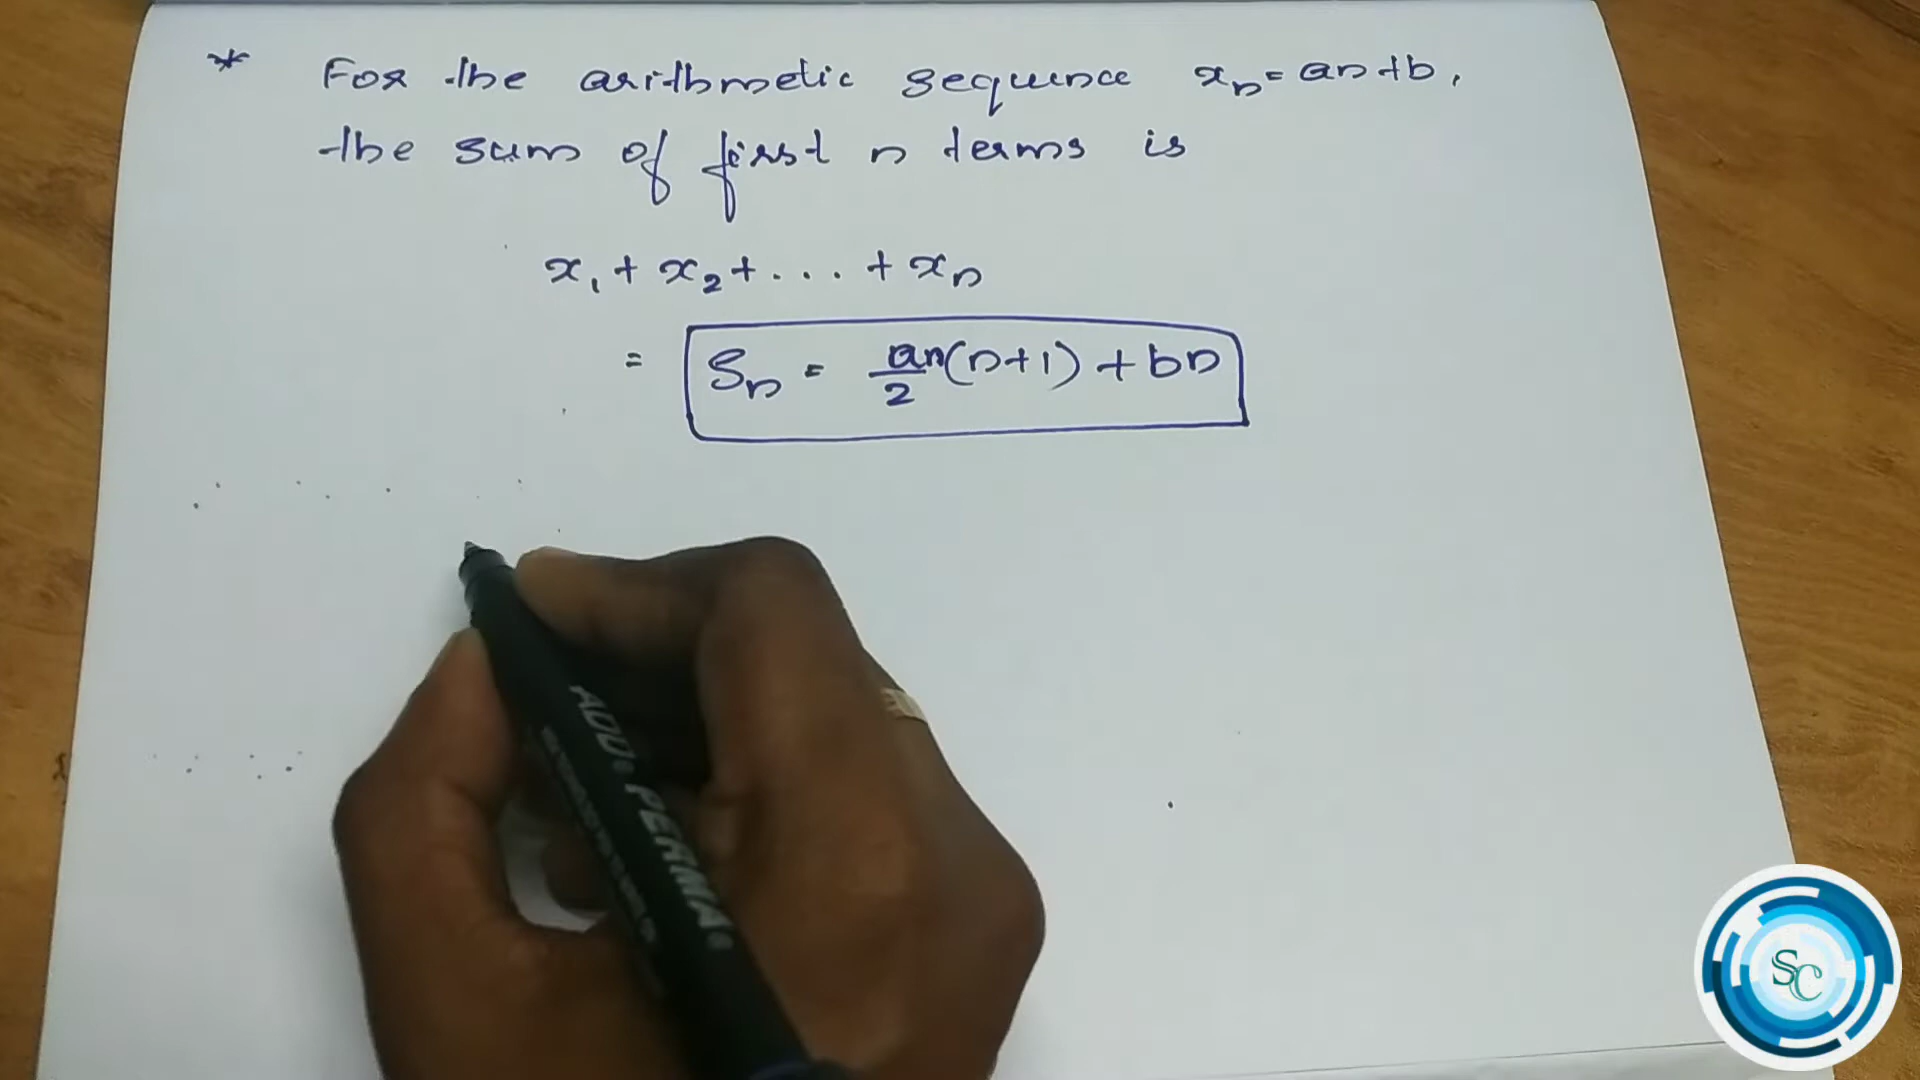 * For the arithmetic sequence xₙ = an+b,
the sum of first n terms is
x₁ + x₂ + ... + xₙ
= Sₙ = an/2 (n+1) + bn
ADD PERMA
SC